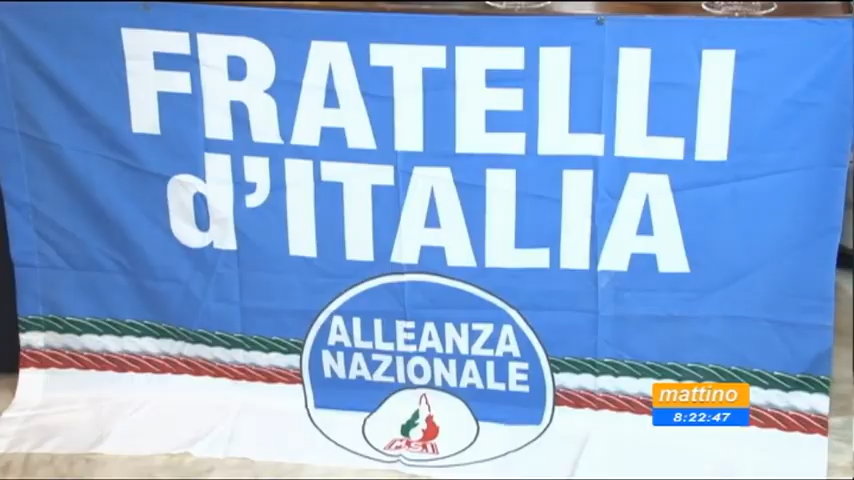 FRATELLI
d'ITALIA
ALLEANZA
NAZIONALE
M.S.I
mattino
8:22:47